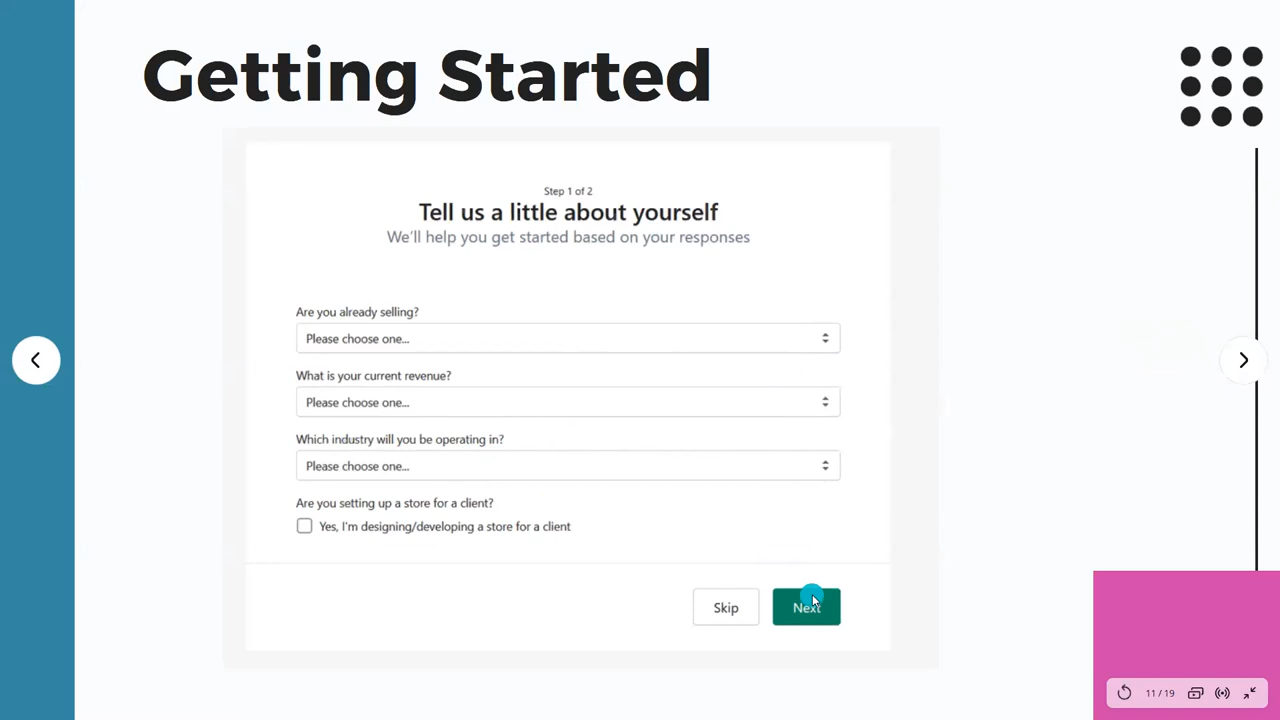 Getting Started
Step 1 of 2
Tell us a little about yourself
We'll help you get started based on your responses
Are you already selling?
Please choose one...
What is your current revenue?
Please choose one...
Which industry will you be operating in?
Please choose one...
Are you setting up a store for a client?
Yes, I'm designing/developing a store for a client
Skip
Next
11 / 19